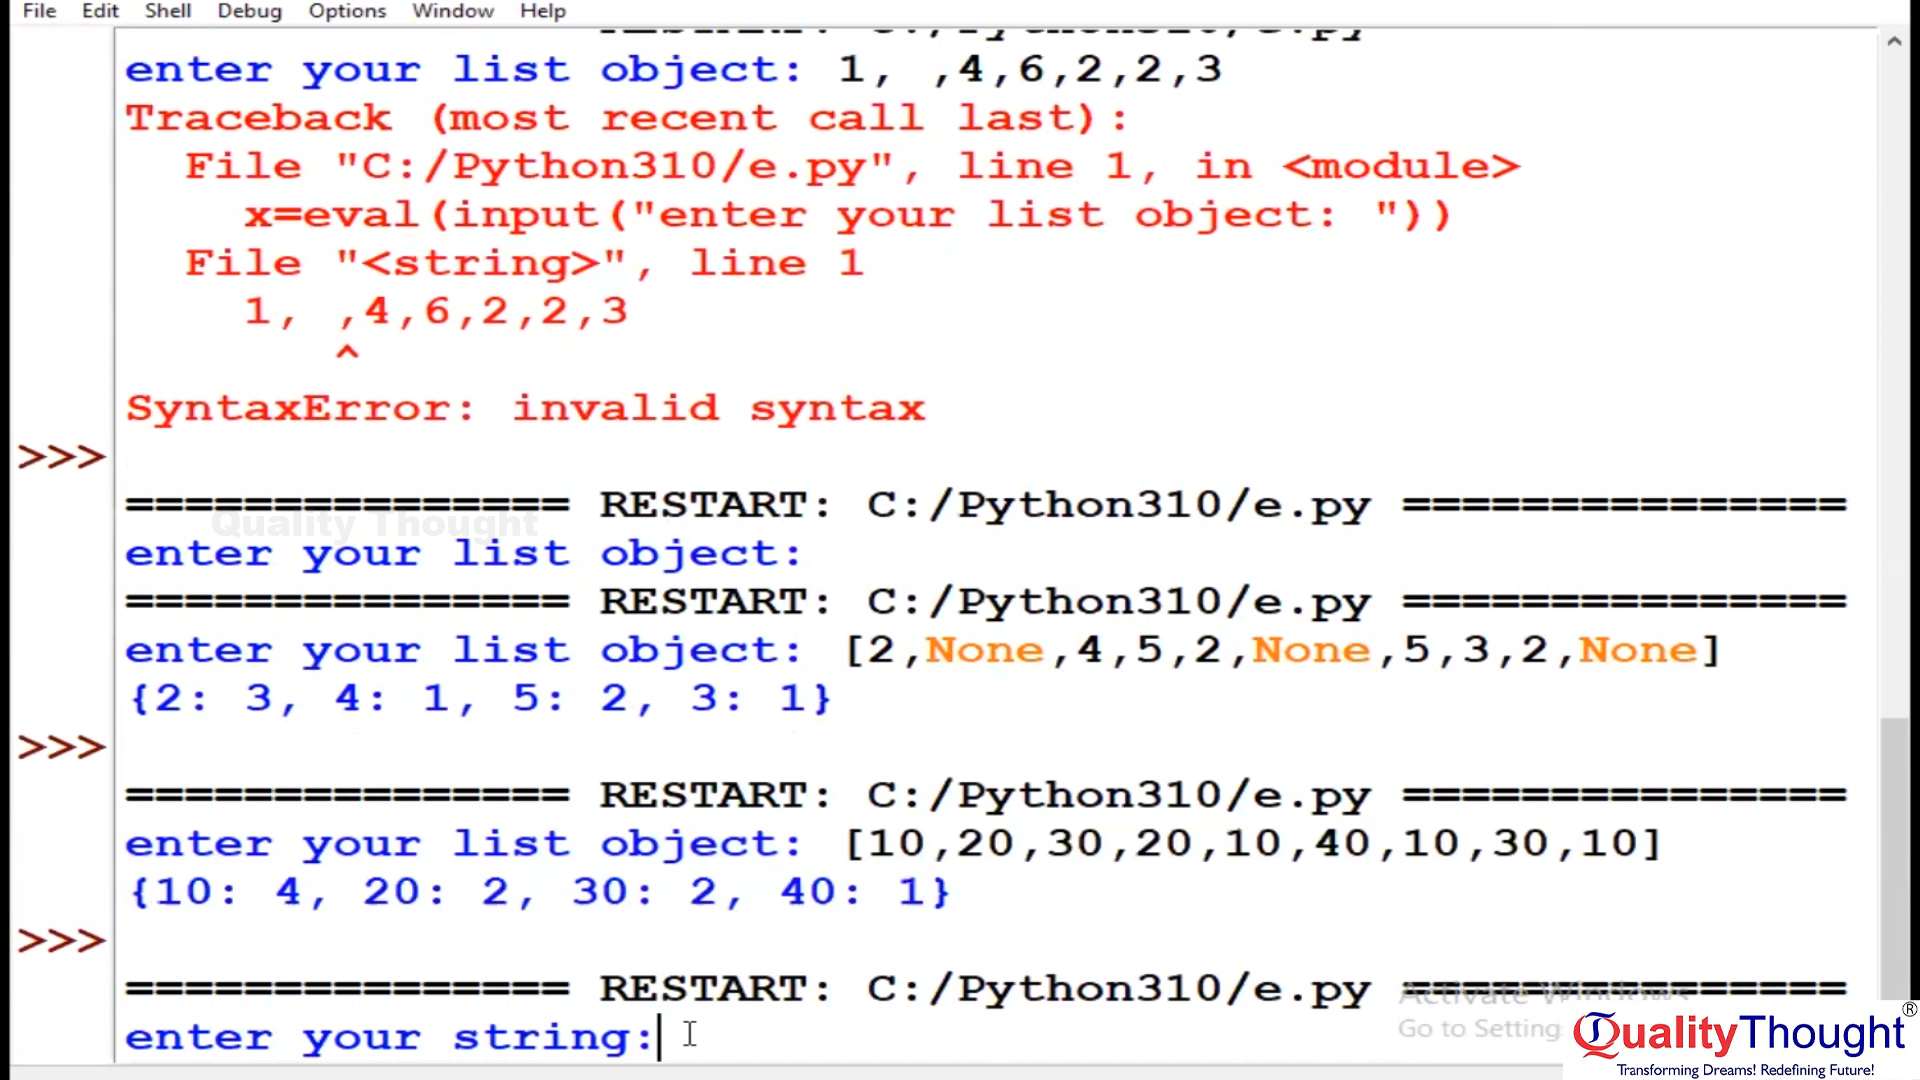 File Edit Shell Debug Options Window Help
enter your list object: 1, ,4,6,2,2,3
Traceback (most recent call last):
File "C:/Python310/e.py", line 1, in <module>
x=eval(input("enter your list object: "))
File "<string>", line 1
1, ,4,6,2,2,3
^
SyntaxError: invalid syntax
>>>
=============== RESTART: C:/Python310/e.py ===============
Quality Thought
enter your list object:
=============== RESTART: C:/Python310/e.py ===============
enter your list object: [2,None,4,5,2,None,5,3,2,None]
{2: 3, 4: 1, 5: 2, 3: 1}
>>>
=============== RESTART: C:/Python310/e.py ===============
enter your list object: [10,20,30,20,10,40,10,30,10]
{10: 4, 20: 2, 30: 2, 40: 1}
>>>
=============== RESTART: C:/Python310/e.py ===============
Activate Windows
enter your string:
Go to Setting
QualityThought®
Transforming Dreams! Redefining Future!